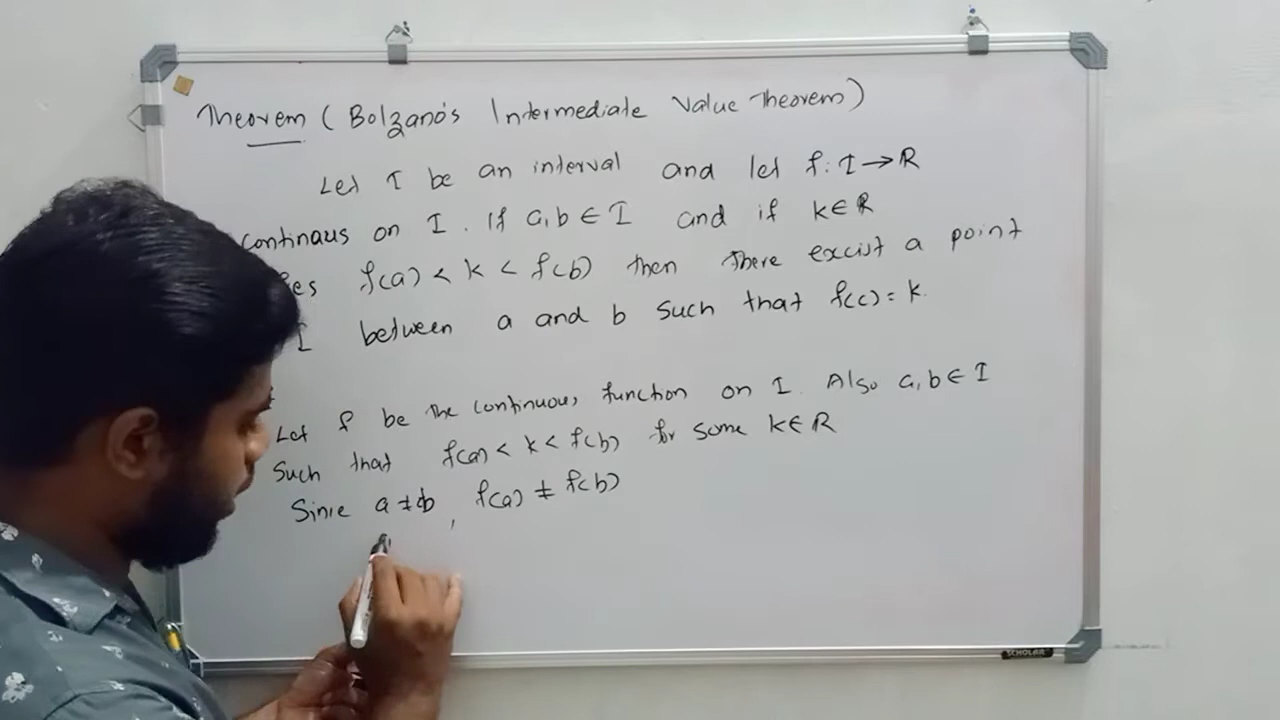 Theorem (Bolzano's Intermediate Value Theorem)
Let I be an interval and let f: I → R
continuous on I. If a, b ∈ I and if k ∈ R
f(a) < k < f(b) then there excist a point
I between a and b such that f(c) = k.
Let f be the continuous function on I. Also a, b ∈ I
Such that f(a) < k < f(b) for some k ∈ R
Since a ≠ b, f(a) ≠ f(b)
SCHOLAR